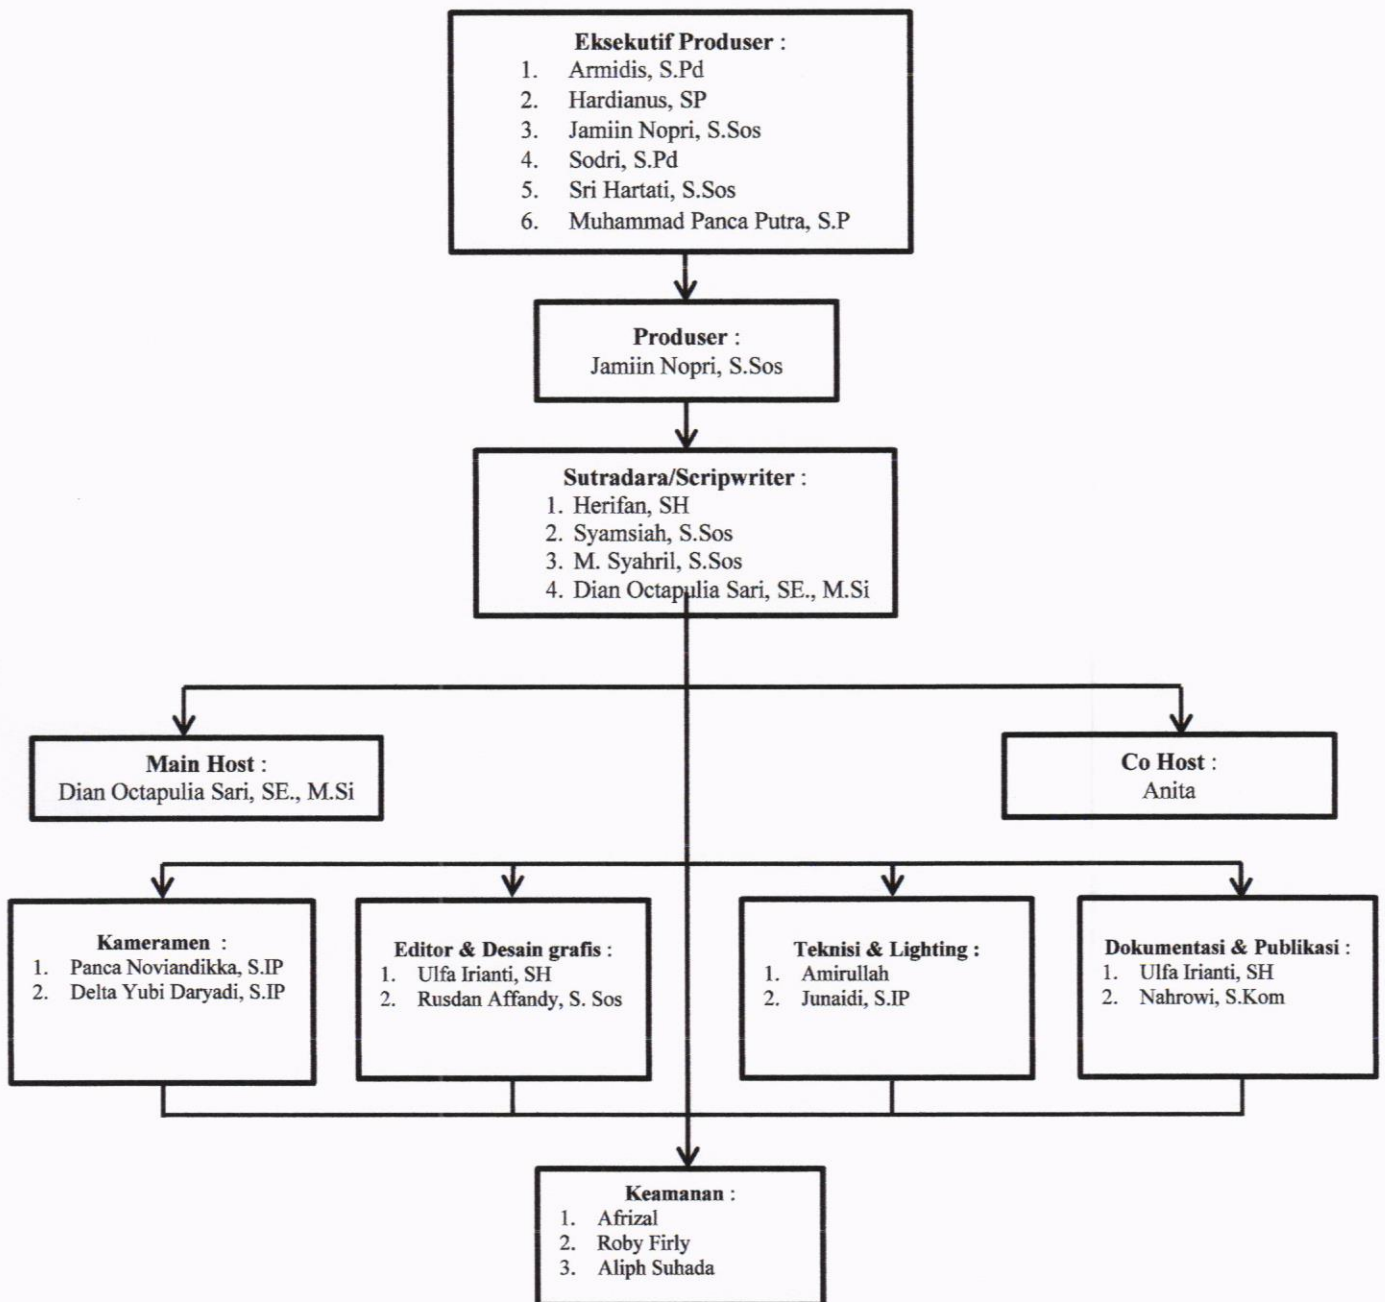 Eksekutif Produser :
1. Armidis, S.Pd
2. Hardianus, SP
3. Jamiin Nopri, S.Sos
4. Sodri, S.Pd
5. Sri Hartati, S.Sos
6. Muhammad Panca Putra, S.P
Produser :
Jamiin Nopri, S.Sos
Sutradara/Scripwriter :
1. Herifan, SH
2. Syamsiah, S.Sos
3. M. Syahril, S.Sos
4. Dian Octapulia Sari, SE., M.Si
Main Host :
Dian Octapulia Sari, SE., M.Si
Co Host :
Anita
Kameramen :
1. Panca Noviandikka, S.IP
2. Delta Yubi Daryadi, S.IP
Editor & Desain grafis :
1. Ulfa Irianti, SH
2. Rusdan Affandy, S. Sos
Teknisi & Lighting :
1. Amirullah
2. Junaidi, S.IP
Dokumentasi & Publikasi :
1. Ulfa Irianti, SH
2. Nahrowi, S.Kom
Keamanan :
1. Afrizal
2. Roby Firly
3. Aliph Suhada